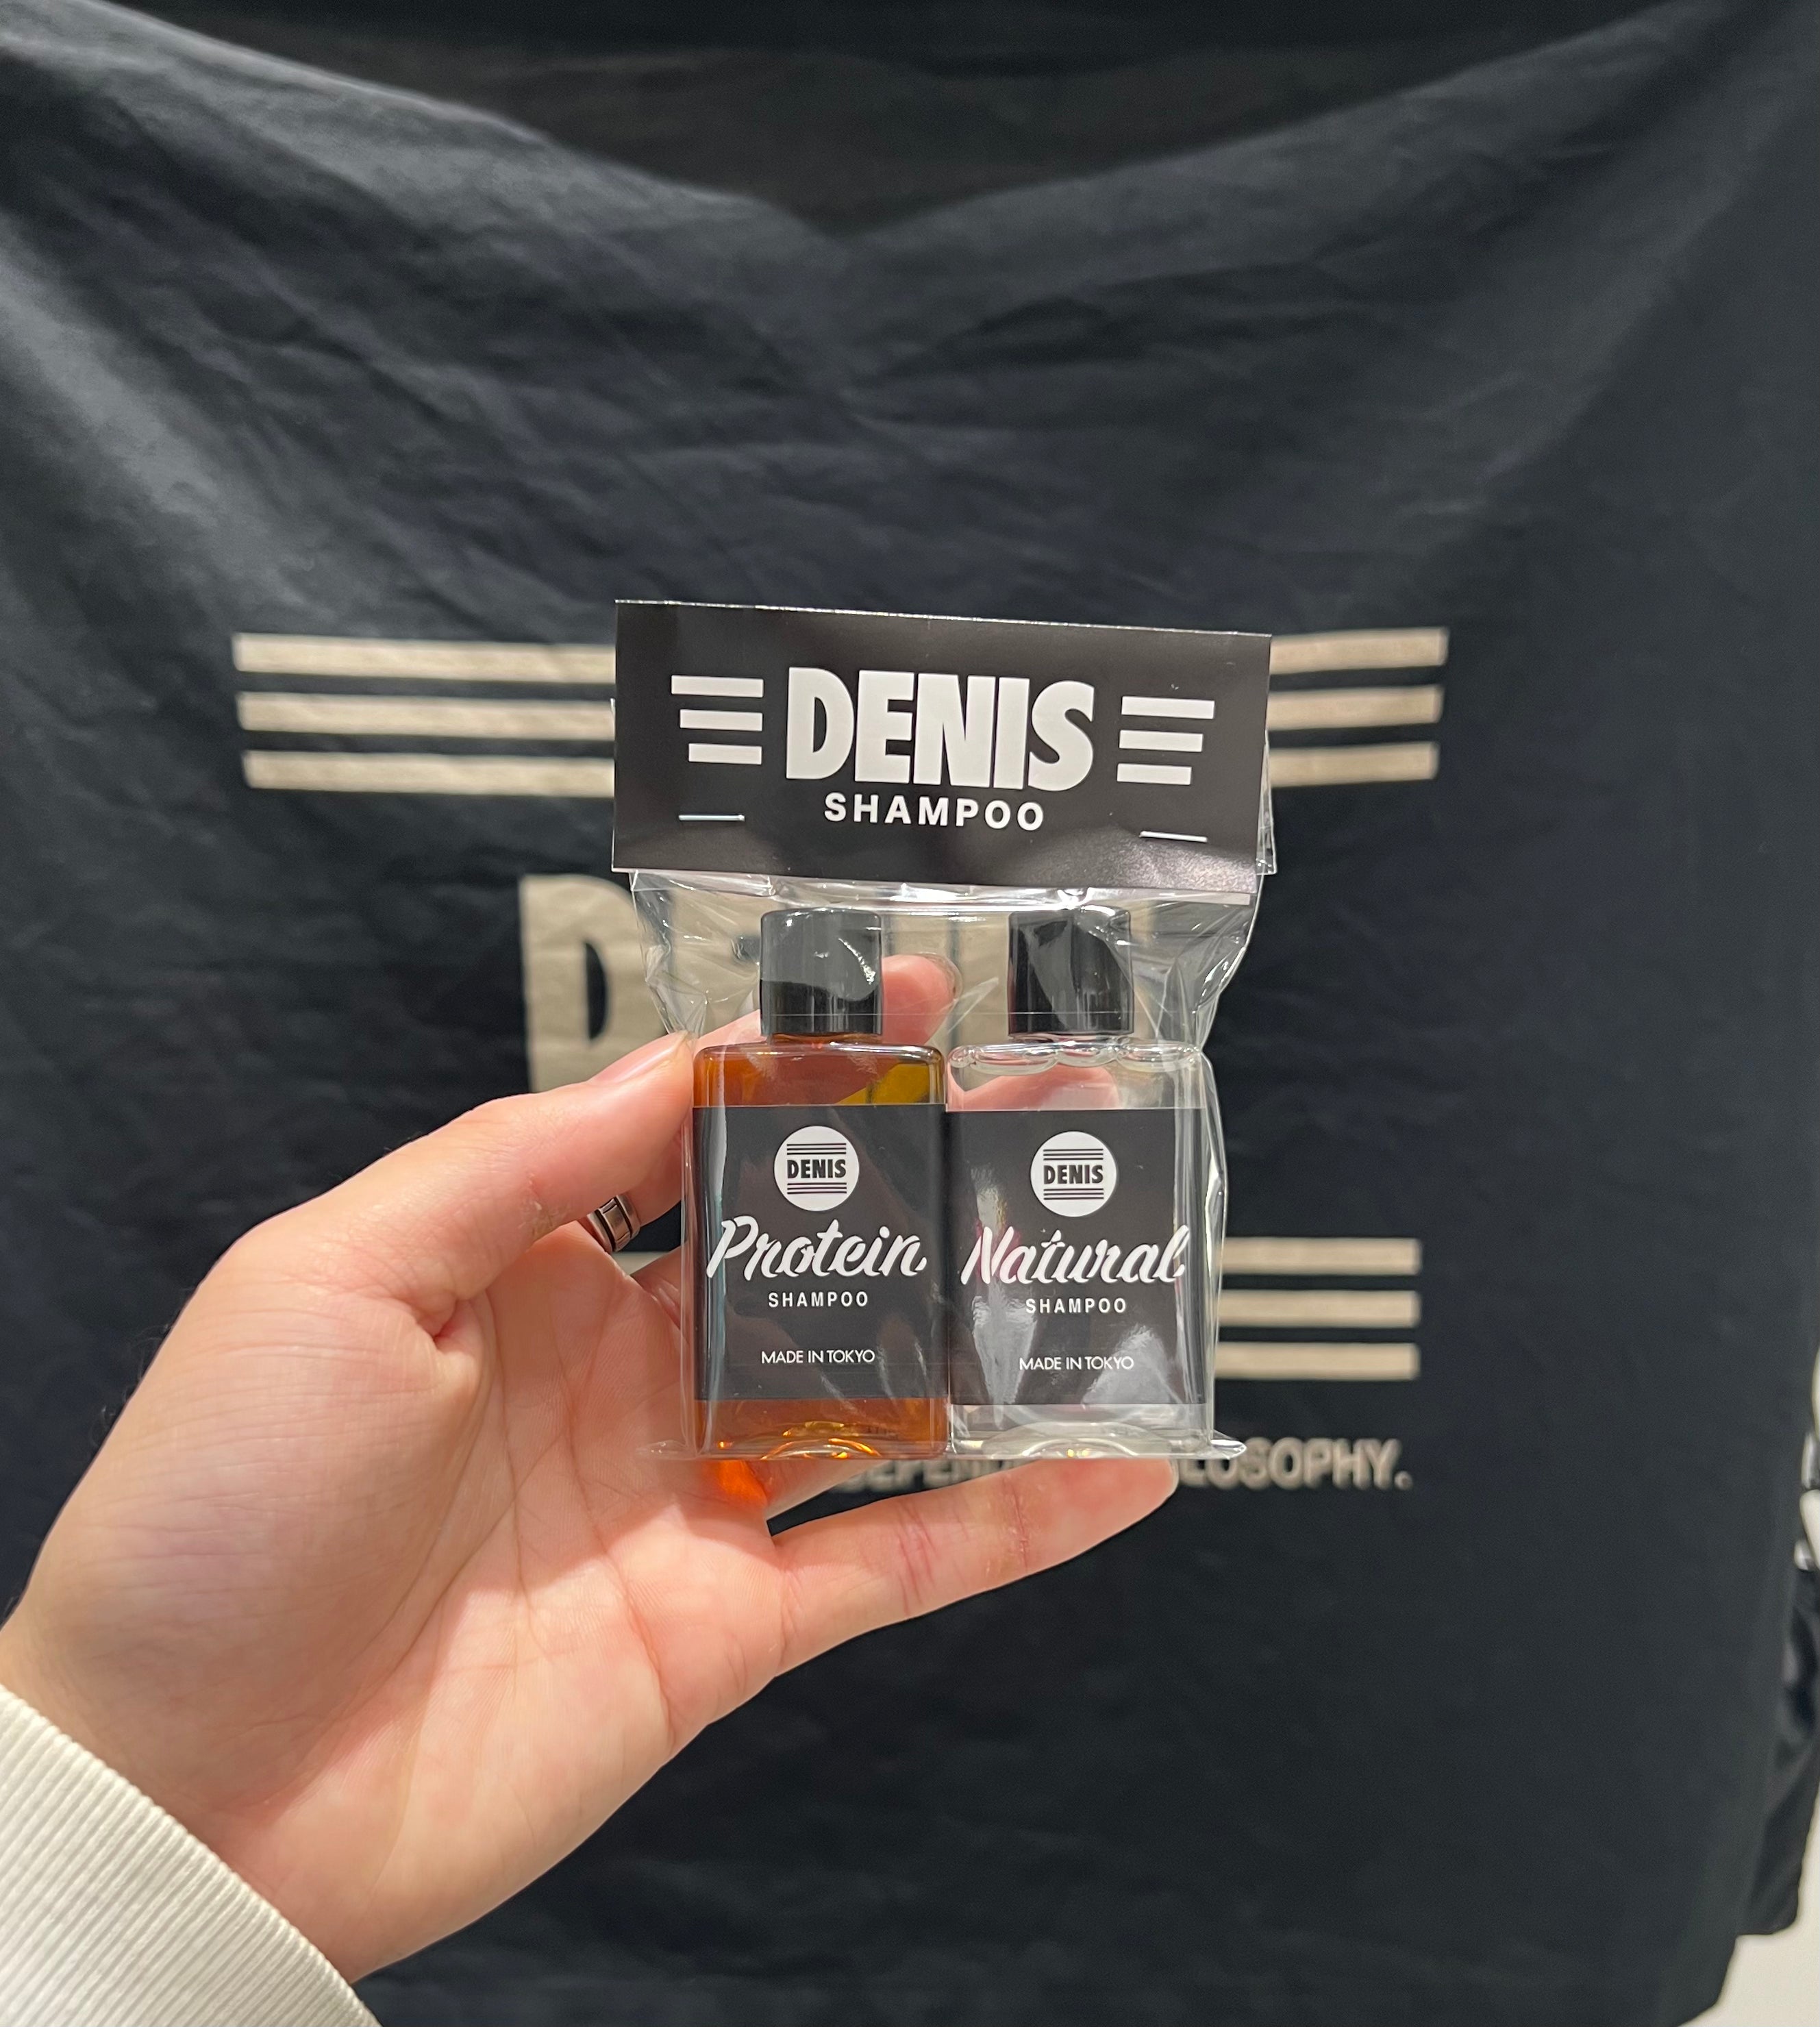 DENIS
SHAMPOO
DENIS
Protein
SHAMPOO
MADE IN TOKYO
DENIS
Natural
SHAMPOO
MADE IN TOKYO